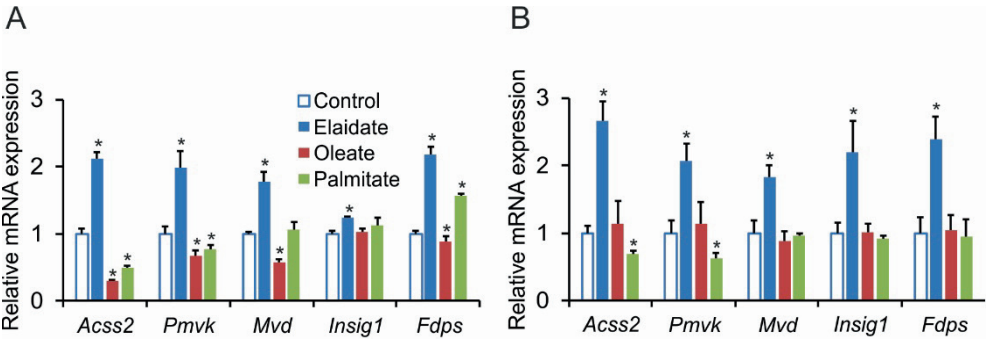 A
Relative mRNA expression
3
2
1
0
Control
Elaidate
Oleate
Palmitate
* * * * * * * * * * * *
Acss2 Pmvk Mvd Insig1 Fdps
B
Relative mRNA expression
3
2
1
0
* * * * * * *
Acss2 Pmvk Mvd Insig1 Fdps